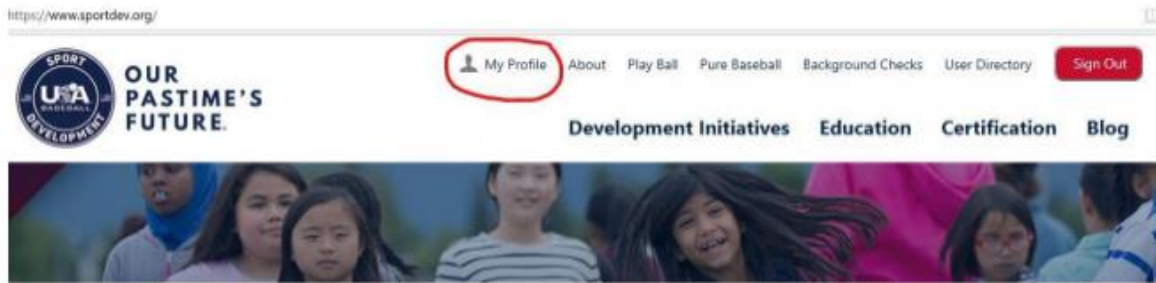 https://www.sportdev.org/
SPORT
USA
BASEBALL
DEVELOPMENT
OUR
PASTIME'S
FUTURE.
My Profile About Play Ball Pure Baseball Background Checks User Directory Sign Out
Development Initiatives Education Certification Blog